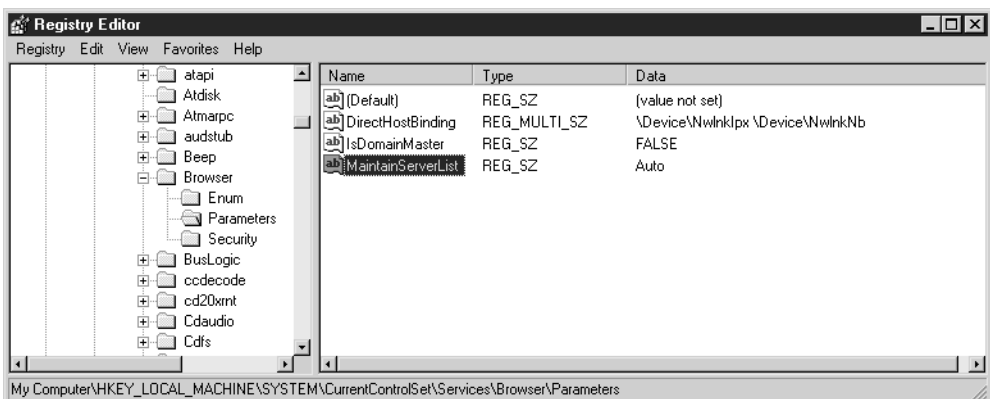 Registry Editor
Registry Edit View Favorites Help
atapi
Atdisk
Atmarpc
audstub
Beep
Browser
Enum
Parameters
Security
BusLogic
ccdecode
cd20xrnt
Cdaudio
Cdfs
Name Type Data
(Default) REG_SZ (value not set)
DirectHostBinding REG_MULTI_SZ \Device\NwlnkIpx \Device\NwlnkNb
IsDomainMaster REG_SZ FALSE
MaintainServerList REG_SZ Auto
My Computer\HKEY_LOCAL_MACHINE\SYSTEM\CurrentControlSet\Services\Browser\Parameters